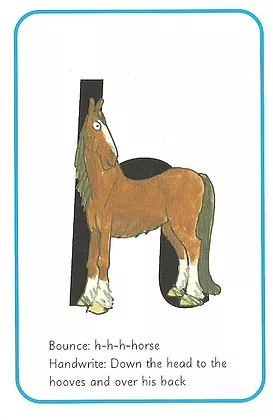 h
Bounce: h-h-h-horse
Handwrite: Down the head to the
hooves and over his back